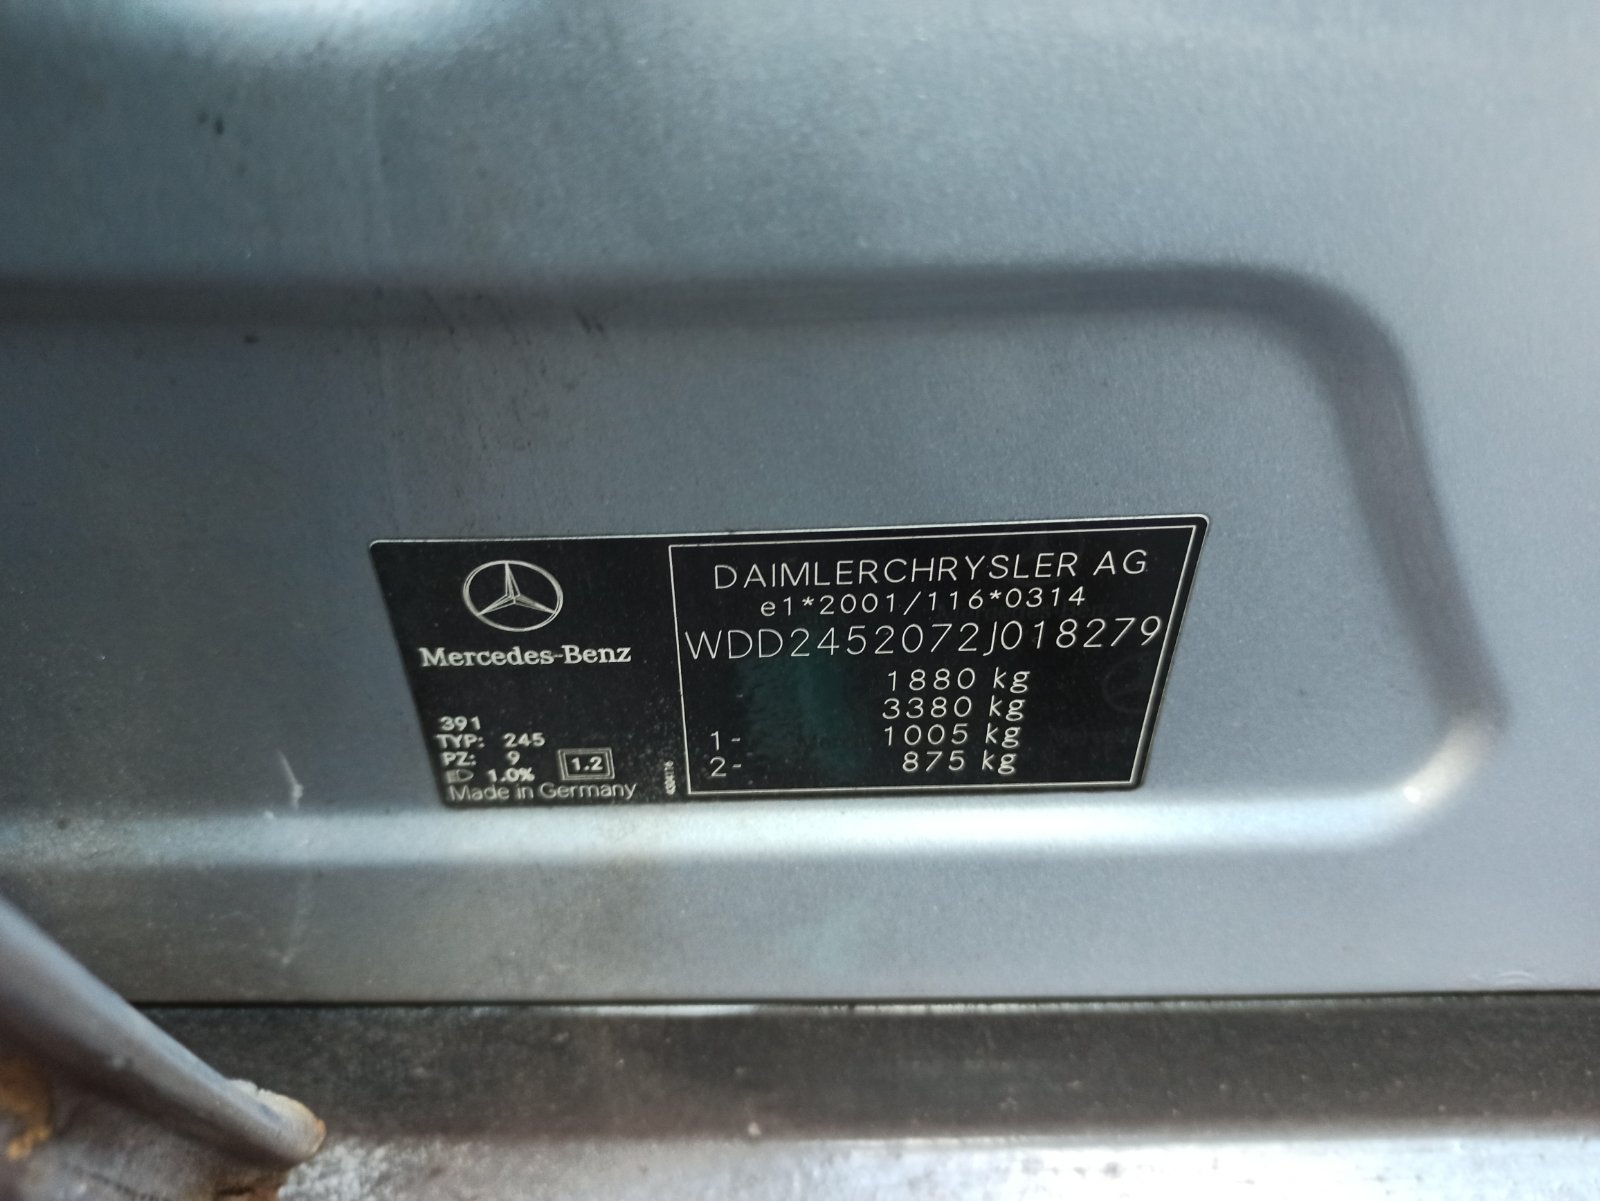 Mercedes-Benz
391
TYP: 245
PZ: 9
1.0%
1.2
Made in Germany
DAIMLERCHRYSLER AG
e1*2001/116*0314
WDD2452072J018279
1880 kg
3380 kg
1- 1005 kg
2- 875 kg